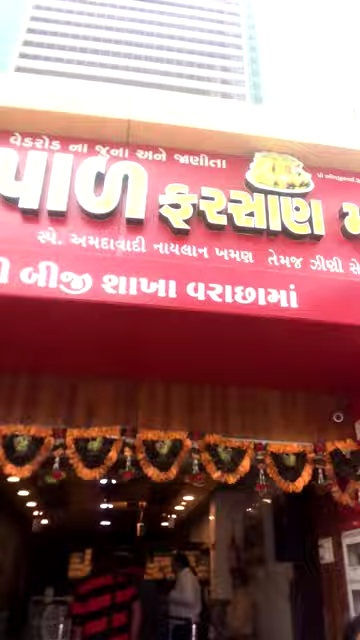 વેડરોડ ના જુના અને જાણીતા
પાળ ફરસાણ
સ્પે. અમદાવાદી નાયલોન ખમણ તેમજ ઝીણી સે
બીજી શાખા વરાછામાં